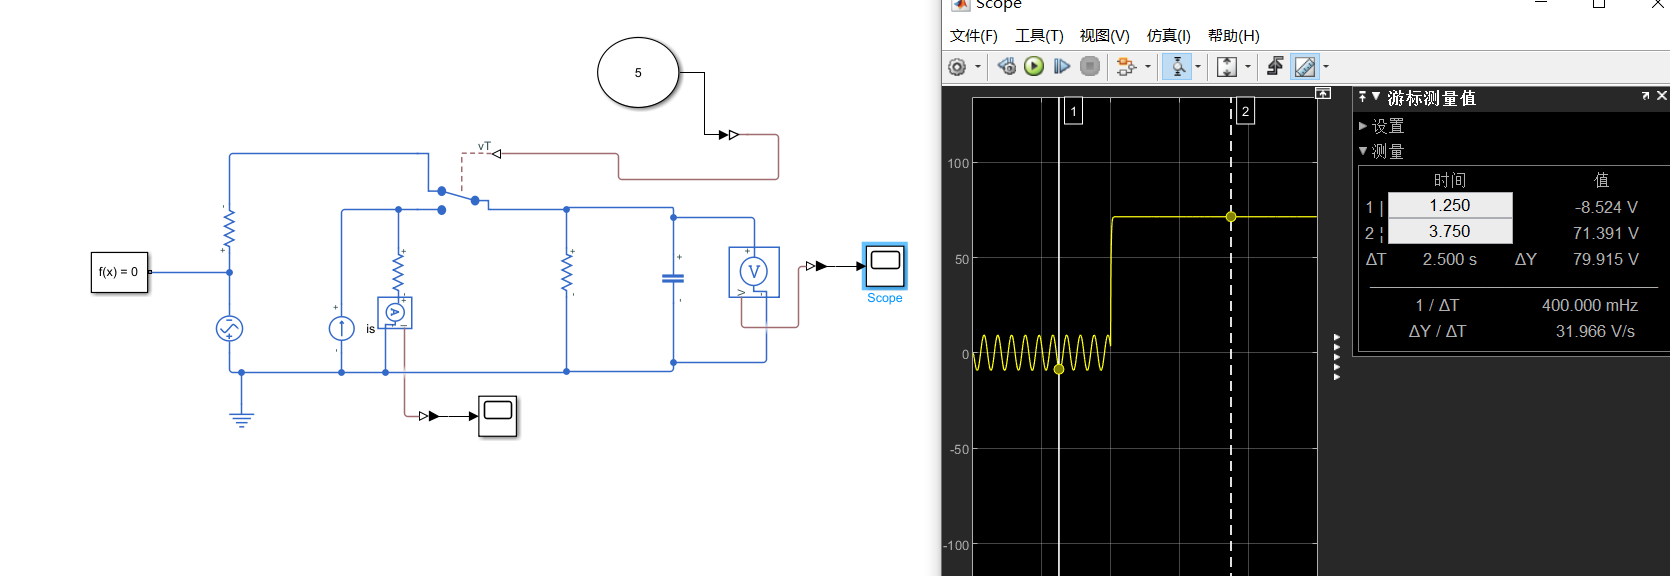 Scope
文件(F) 工具(T) 视图(V) 仿真(I) 帮助(H)
5
vT
f(x) = 0
is
A
I
V
V
Scope
1
2
100
50
0
-50
-100
游标测量值
设置
测量
时间 值
1 | 1.250 -8.524 V
2 ¦ 3.750 71.391 V
ΔT 2.500 s ΔY 79.915 V
1 / ΔT 400.000 mHz
ΔY / ΔT 31.966 V/s